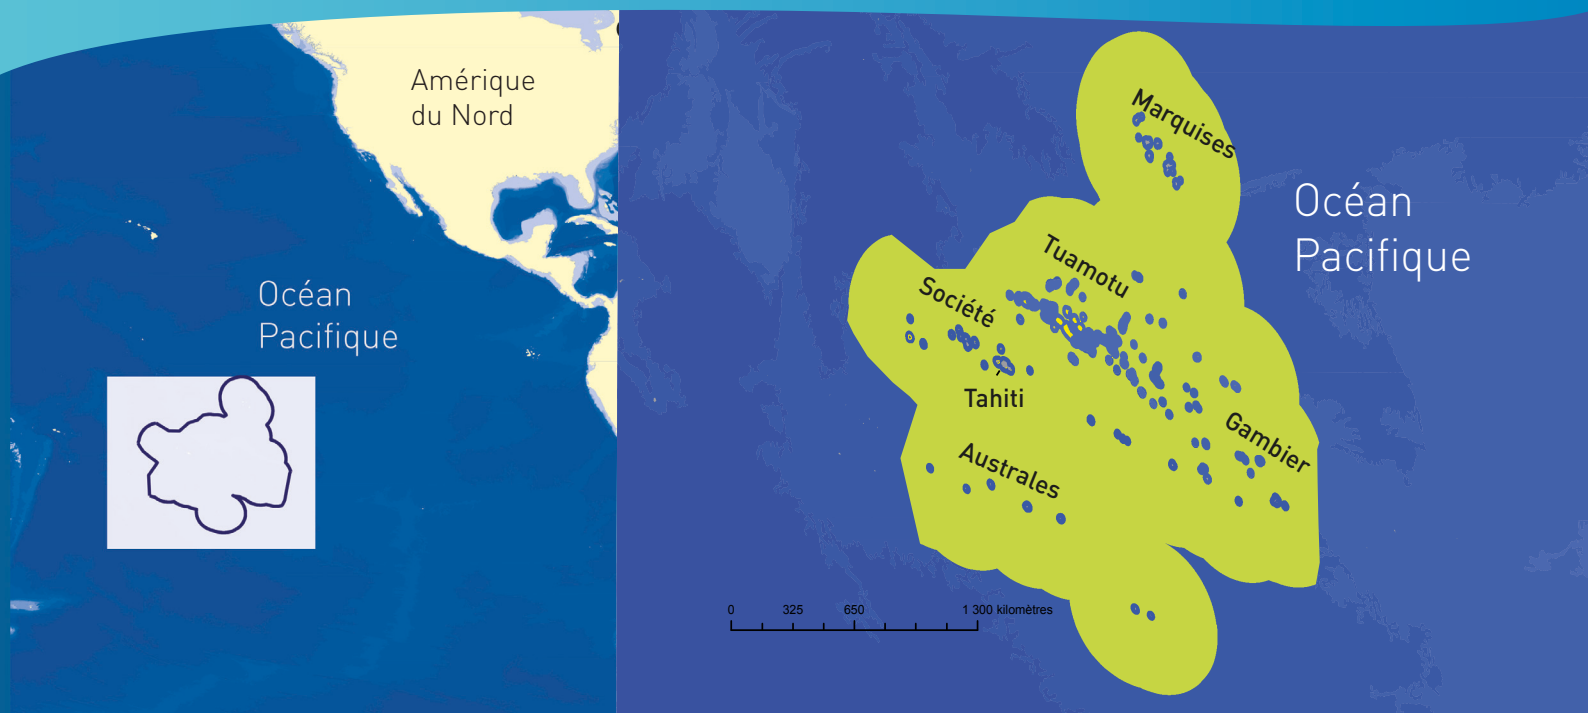 Amérique
du Nord
Océan
Pacifique
Marquises
Océan
Pacifique
Tuamotu
Société
Tahiti
Gambier
Australes
0 325 650 1 300 kilomètres